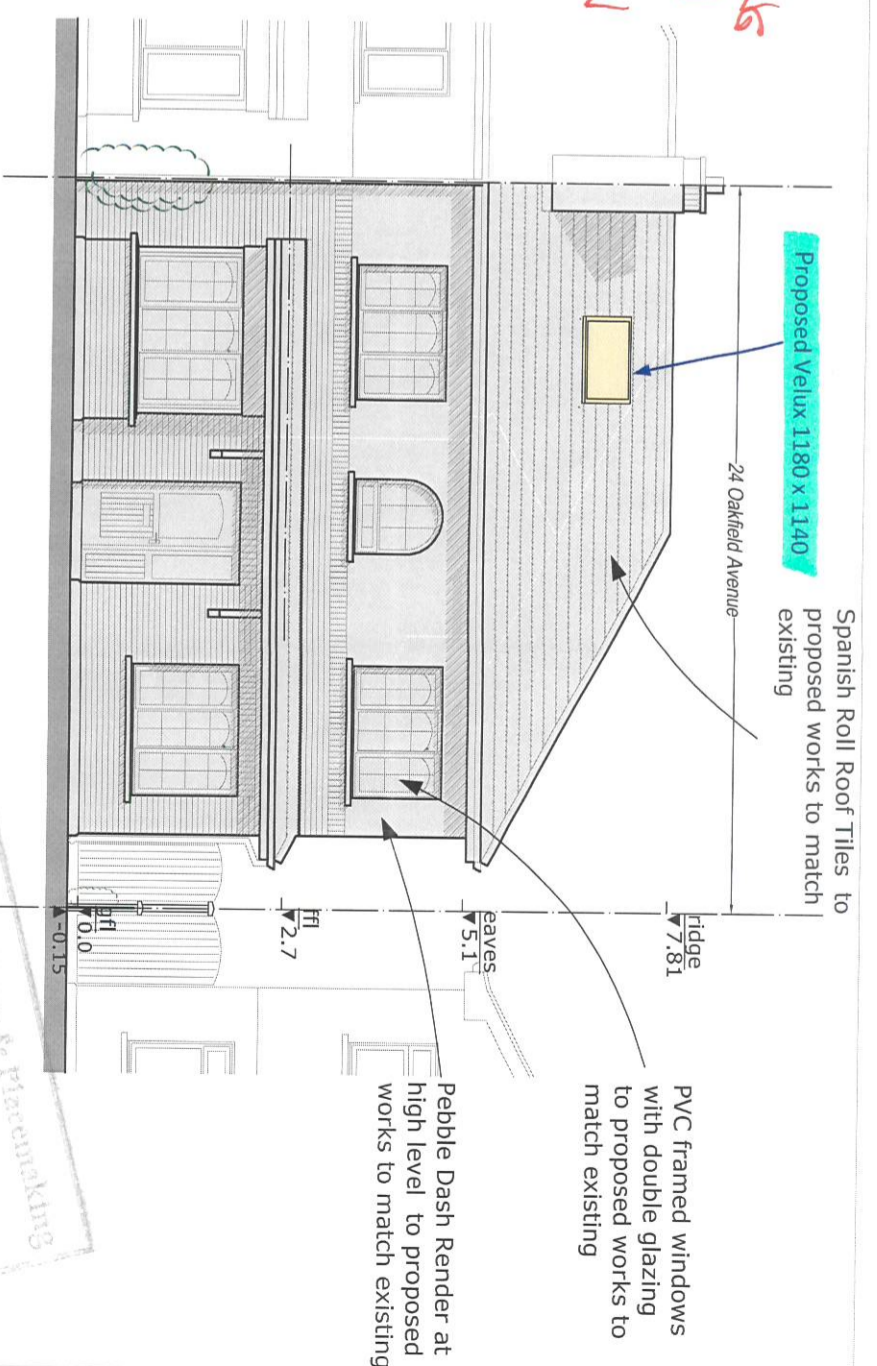 Proposed Velux 1180 x 1140
Spanish Roll Roof Tiles to
proposed works to match
existing
24 Oakfield Avenue
ridge
7.81
eaves
5.1
ffl
2.7
gfl
0.0
-0.15
PVC framed windows
with double glazing
to proposed works to
match existing
Pebble Dash Render at
high level to proposed
works to match existing
& Placemaking